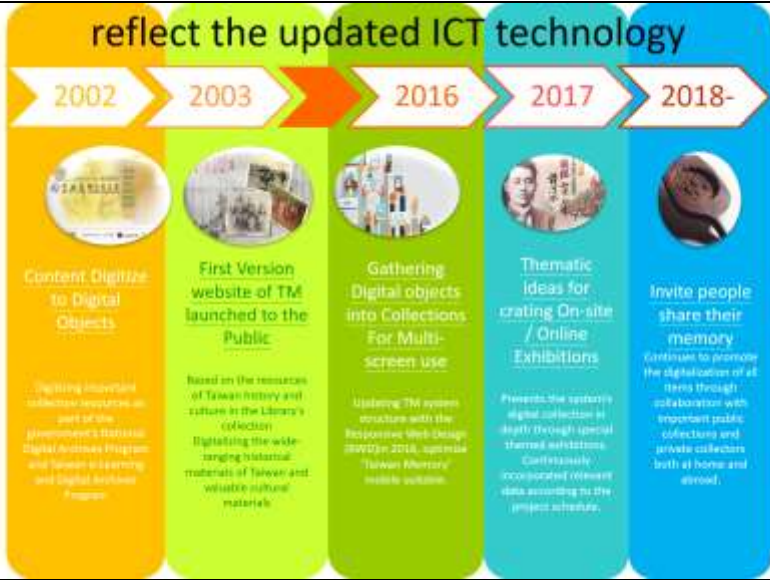 reflect the updated ICT technology
2002
2003
2016
2017
2018-
Content Digitize
to Digital
Objects
Digitizing important
collection resources as
part of the
government's National
Digital Archives Program
and Taiwan e-Learning
and Digital Archives
Program
First Version
website of TM
launched to the
Public
Based on the resources
of Taiwan history and
culture in the Library's
collection
Digitalizing the wide-
ranging historical
materials of Taiwan and
valuable cultural
materials
Gathering
Digital objects
into Collections
For Multi-
screen use
Updating TM system
structure with the
Responsive Web Design
(RWD)in 2016, optimize
'Taiwan Memory'
mobile suitable.
Thematic
ideas for
crating On-site
/ Online
Exhibitions
Presents the system's
digital collection in
depth through special
themed exhibitions.
Continuously
incorporated relevant
data according to the
project schedule.
Invite people
share their
memory
Continues to promote
the digitalization of all
items through
collaboration with
important public
collections and
private collectors
both at home and
abroad.